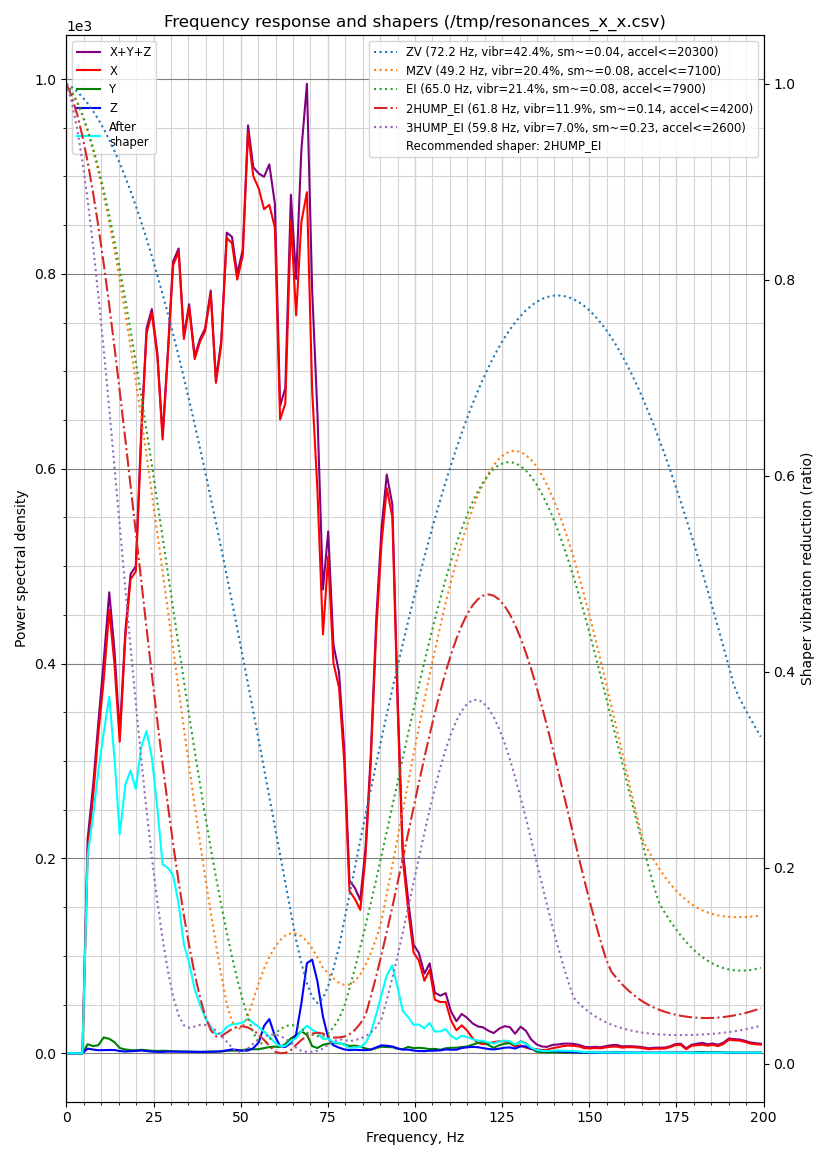 Frequency response and shapers (/tmp/resonances_x_x.csv)
1e3
X+Y+Z
X
Y
Z
After
shaper
ZV (72.2 Hz, vibr=42.4%, sm~=0.04, accel<=20300)
MZV (49.2 Hz, vibr=20.4%, sm~=0.08, accel<=7100)
EI (65.0 Hz, vibr=21.4%, sm~=0.08, accel<=7900)
2HUMP_EI (61.8 Hz, vibr=11.9%, sm~=0.14, accel<=4200)
3HUMP_EI (59.8 Hz, vibr=7.0%, sm~=0.23, accel<=2600)
Recommended shaper: 2HUMP_EI
Power spectral density
1.0
0.8
0.6
0.4
0.2
0.0
1.0
0.8
0.6
0.4
0.2
0.0
Shaper vibration reduction (ratio)
0 25 50 75 100 125 150 175 200
Frequency, Hz